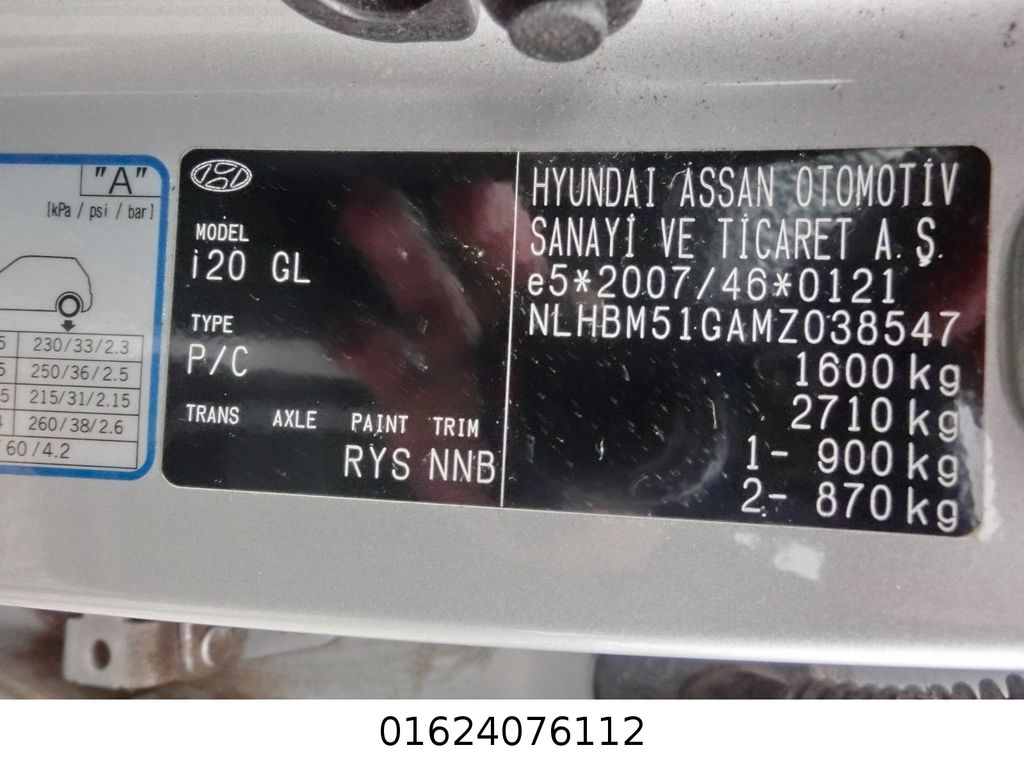 "A"
[kPa / psi / bar]
230/33/2.3
250/36/2.5
215/31/2.15
260/38/2.6
60/4.2
MODEL
i20 GL
TYPE
P/C
TRANS AXLE PAINT TRIM
RYS NNB
HYUNDAI ASSAN OTOMOTİV
SANAYİ VE TİCARET A.Ş.
e5*2007/46*0121
NLHBM51GAMZ038547
1600 kg
2710 kg
1- 900 kg
2- 870 kg
01624076112